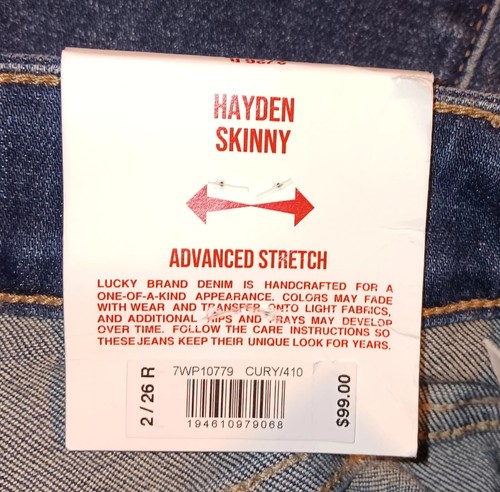 2/26 R
HAYDEN
SKINNY
ADVANCED STRETCH
LUCKY BRAND DENIM IS HANDCRAFTED FOR A
ONE-OF-A-KIND APPEARANCE. COLORS MAY FADE
WITH WEAR AND TRANSFER ONTO LIGHT FABRICS,
AND ADDITIONAL RIPS AND FRAYS MAY DEVELOP
OVER TIME. FOLLOW THE CARE INSTRUCTIONS SO
THESE JEANS KEEP THEIR UNIQUE LOOK FOR YEARS.
2 / 26 R
7WP10779 CURY/410
194610979068
$99.00